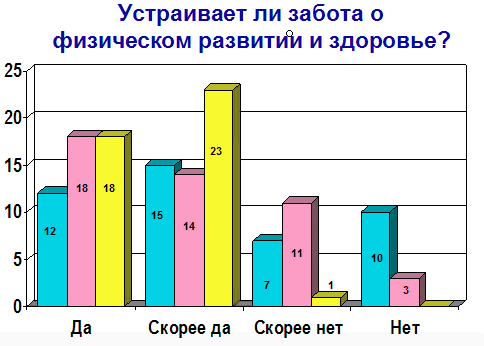 Устраивает ли забота о
физическом развитии и здоровье?
25
20
15
10
5
0
12
18
18
15
14
23
7
11
1
10
3
Да
Скорее да
Скорее нет
Нет